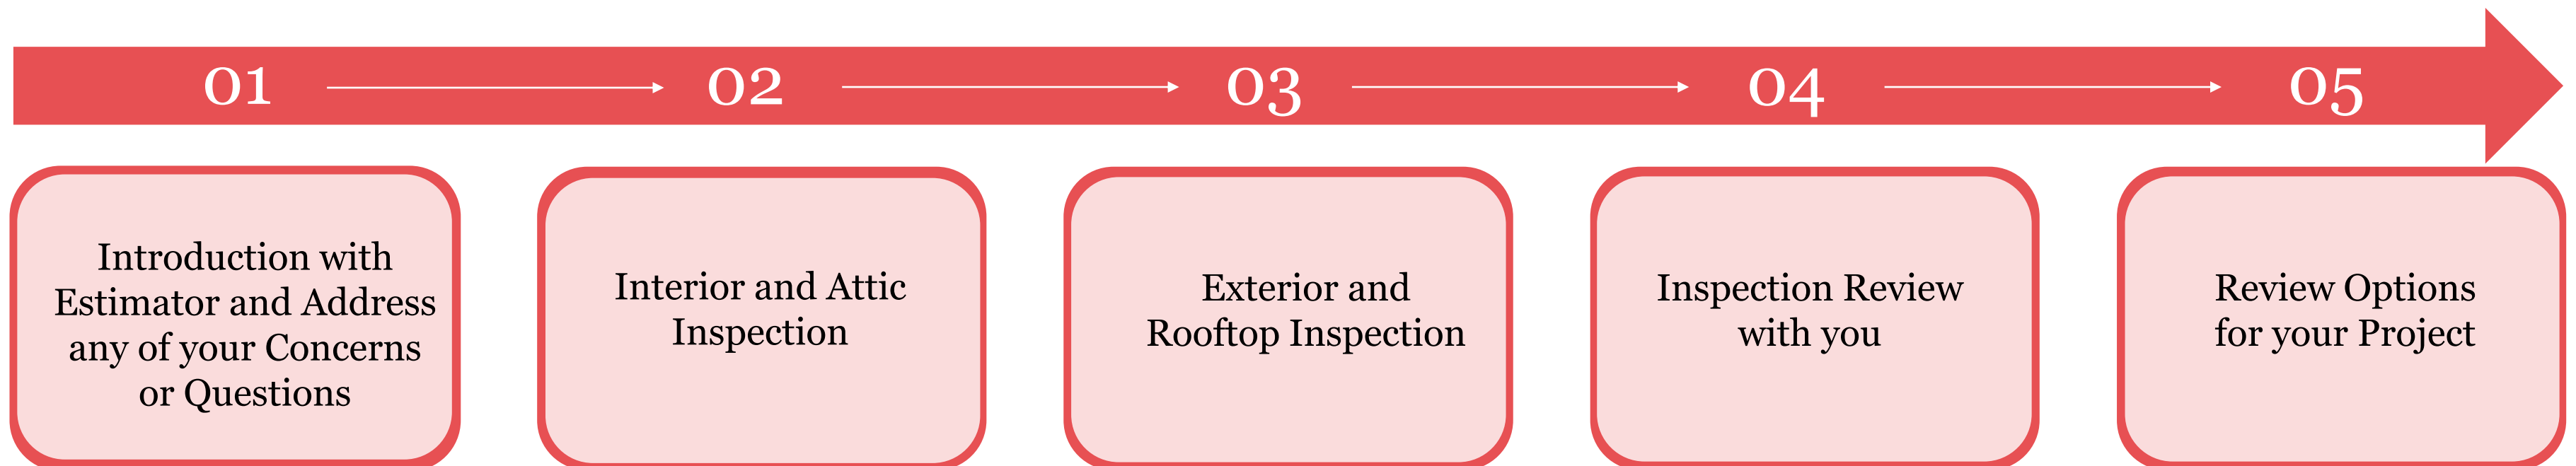 01
02
03
04
05
Introduction with
Estimator and Address
any of your Concerns
or Questions
Interior and Attic
Inspection
Exterior and
Rooftop Inspection
Inspection Review
with you
Review Options
for your Project